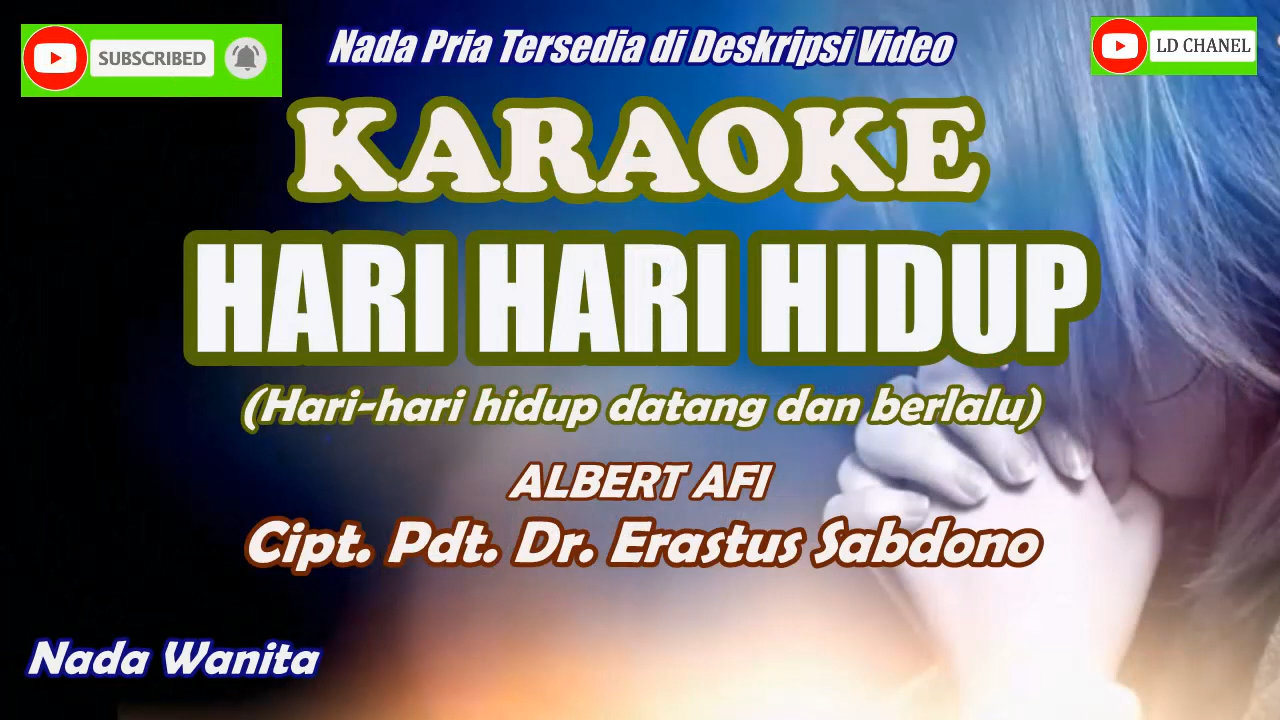 SUBSCRIBED
Nada Pria Tersedia di Deskripsi Video
LD CHANEL
KARAOKE
HARI HARI HIDUP
(Hari-hari hidup datang dan berlalu)
ALBERT AFI
Cipt. Pdt. Dr. Erastus Sabdono
Nada Wanita